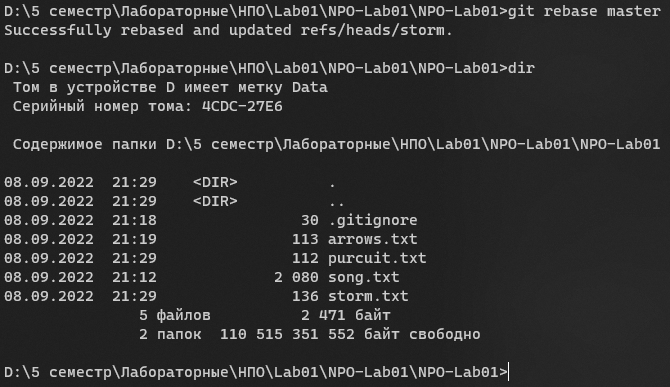 D:\5 семестр\Лабораторные\НПО\Lab01\NPO-Lab01\NPO-Lab01>git rebase master
Successfully rebased and updated refs/heads/storm.
D:\5 семестр\Лабораторные\НПО\Lab01\NPO-Lab01\NPO-Lab01>dir
Том в устройстве D имеет метку Data
Серийный номер тома: 4CDC-27E6
Содержимое папки D:\5 семестр\Лабораторные\НПО\Lab01\NPO-Lab01\NPO-Lab01
08.09.2022  21:29    <DIR>          .
08.09.2022  21:29    <DIR>          ..
08.09.2022  21:18                30 .gitignore
08.09.2022  21:19               113 arrows.txt
08.09.2022  21:29               112 purcuit.txt
08.09.2022  21:12             2 080 song.txt
08.09.2022  21:29               136 storm.txt
5 файлов          2 471 байт
2 папок  110 515 351 552 байт свободно
D:\5 семестр\Лабораторные\НПО\Lab01\NPO-Lab01\NPO-Lab01>